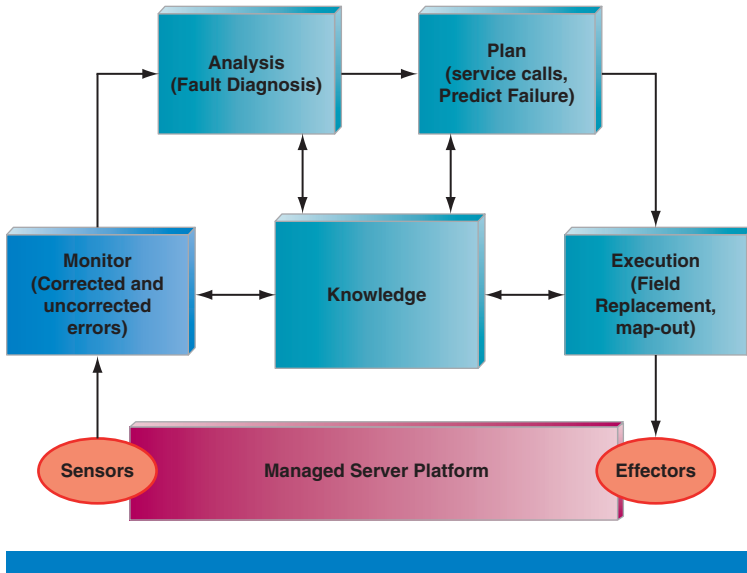 Analysis
(Fault Diagnosis)
Plan
(service calls,
Predict Failure)
Monitor
(Corrected and
uncorrected
errors)
Knowledge
Execution
(Field
Replacement,
map-out)
Sensors
Managed Server Platform
Effectors